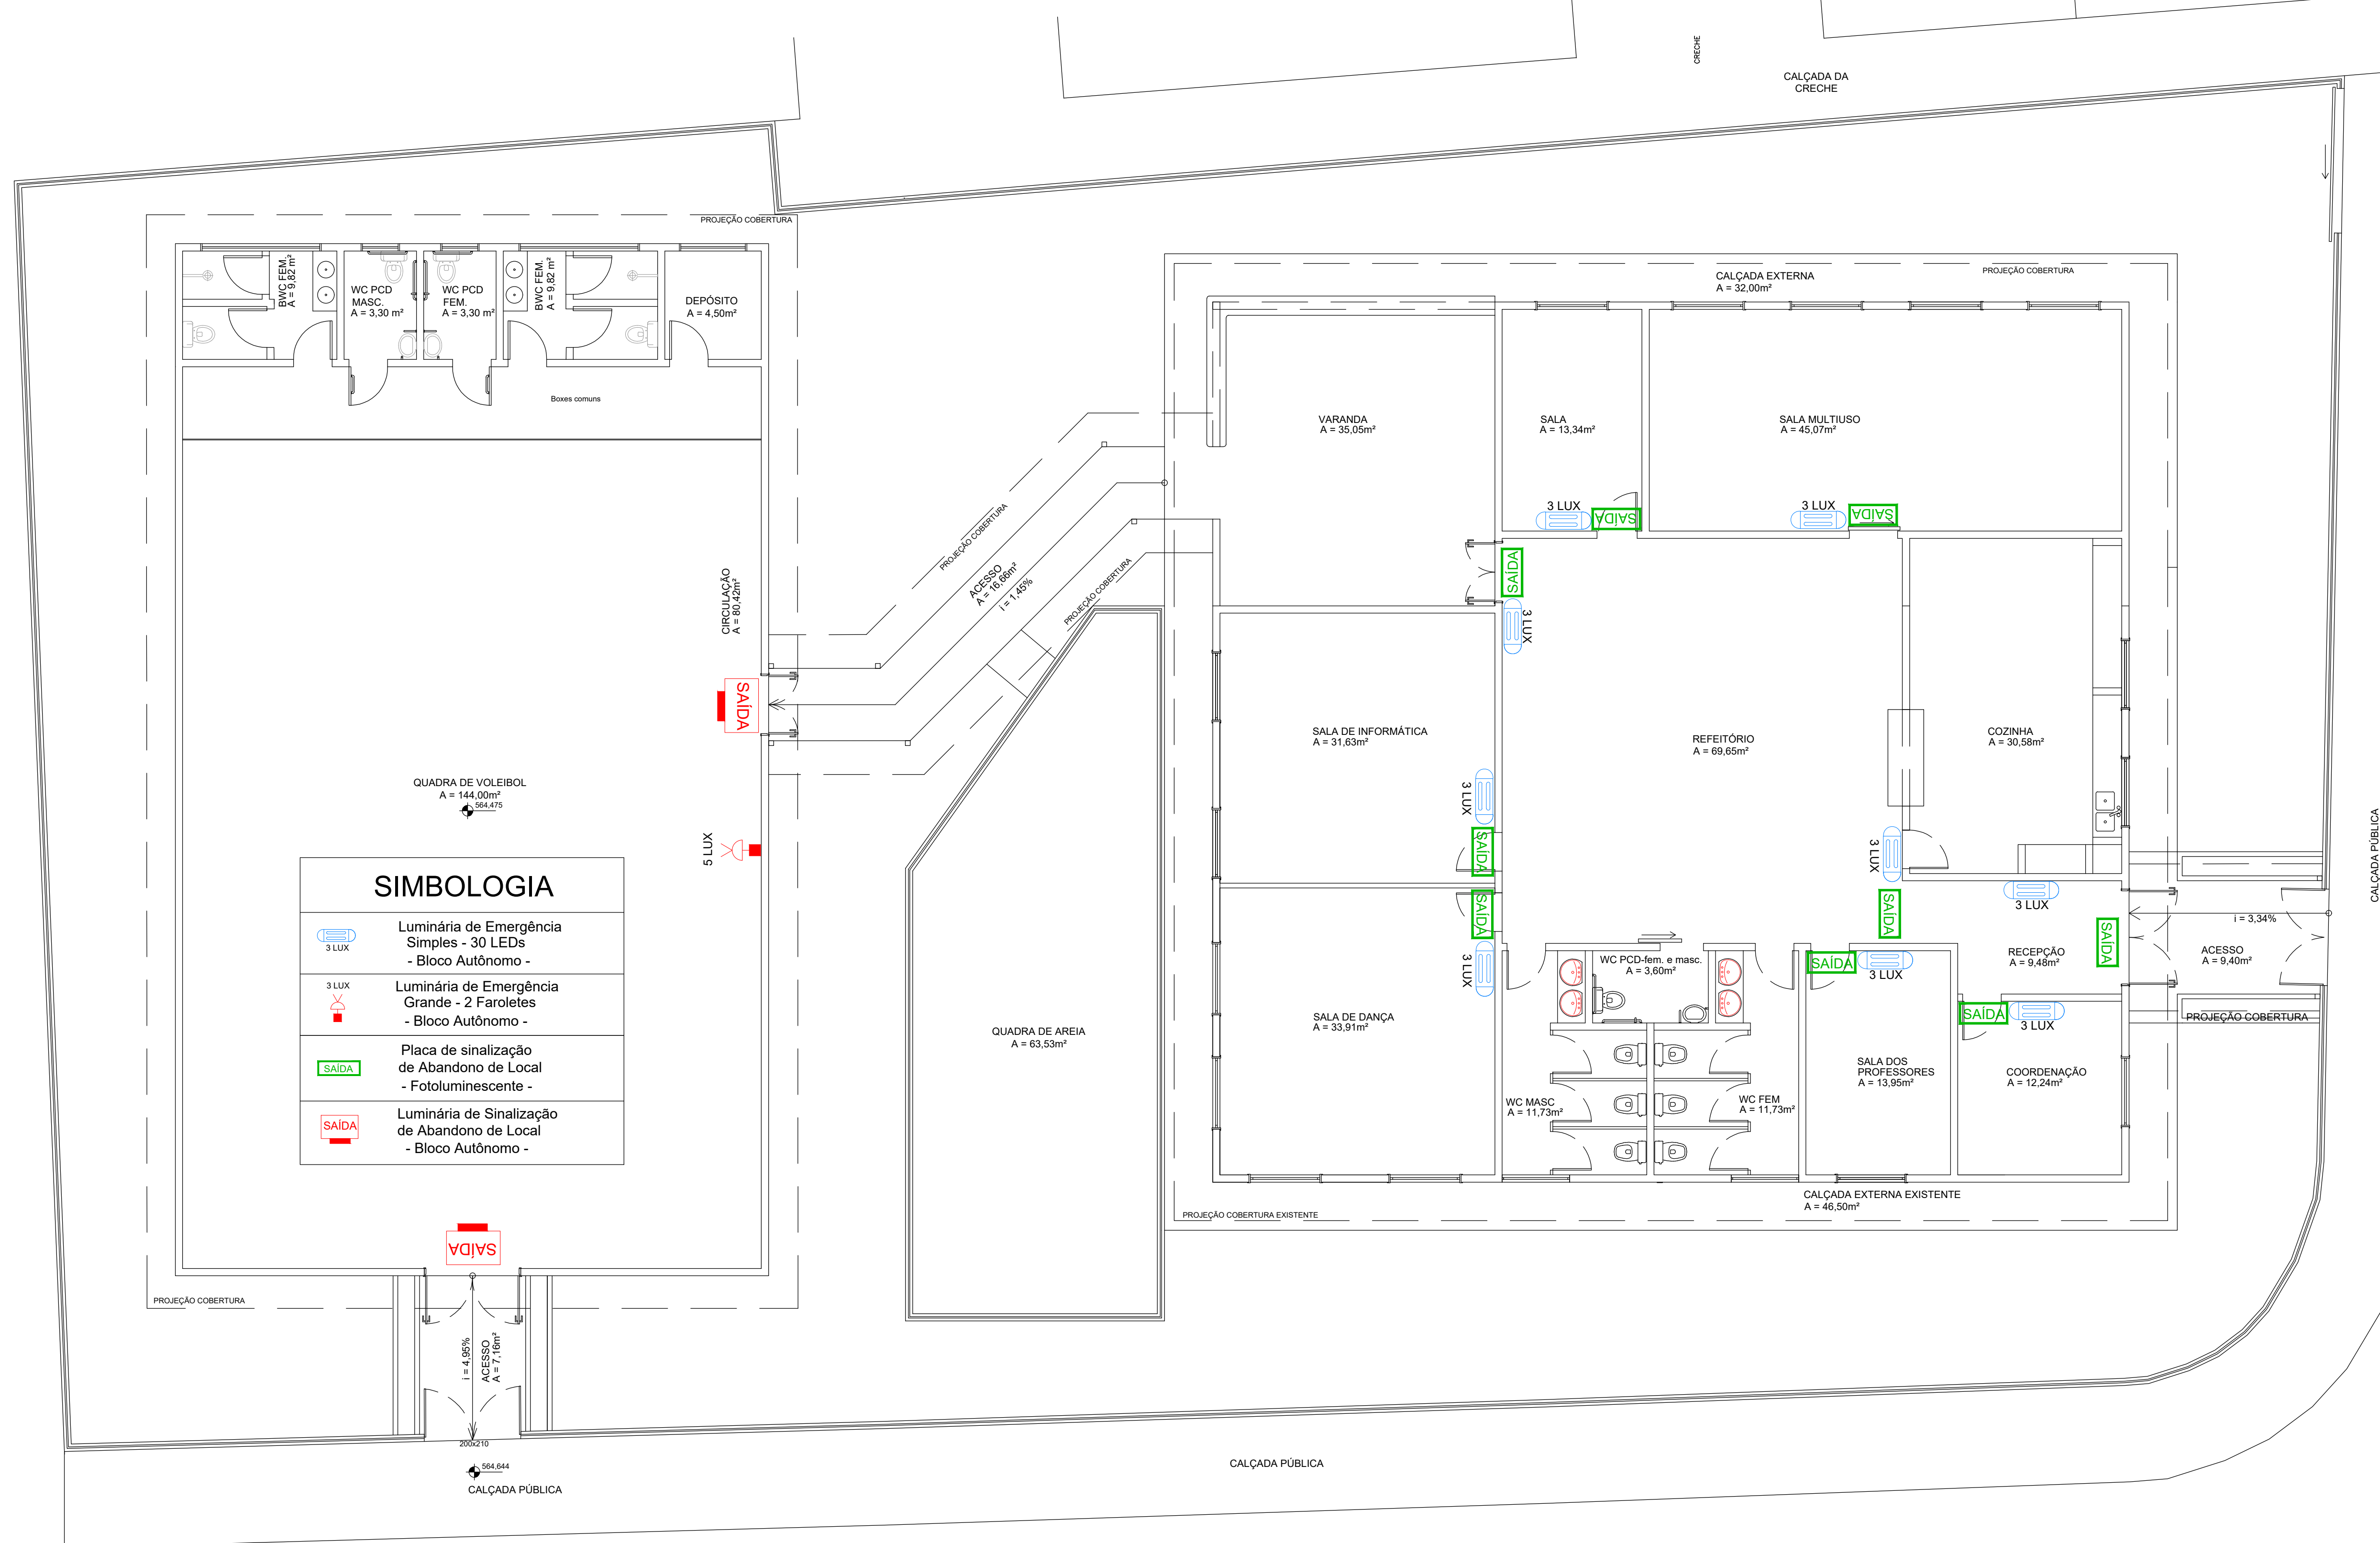 CRECHE
CALÇADA DA
CRECHE
PROJEÇÃO COBERTURA
BWC FEM.
A = 9,82 m²
WC PCD
MASC.
A = 3,30 m²
WC PCD
FEM.
A = 3,30 m²
BWC FEM.
A = 9,82 m²
DEPÓSITO
A = 4,50m²
Boxes comuns
CIRCULAÇÃO
A = 80,42m²
SAÍDA
QUADRA DE VOLEIBOL
A = 144,00m²
564,475
5 LUX
SIMBOLOGIA
3 LUX
Luminária de Emergência
Simples - 30 LEDs
- Bloco Autônomo -
3 LUX
Luminária de Emergência
Grande - 2 Faroletes
- Bloco Autônomo -
SAÍDA
Placa de sinalização
de Abandono de Local
- Fotoluminescente -
SAÍDA
Luminária de Sinalização
de Abandono de Local
- Bloco Autônomo -
SAÍDA
PROJEÇÃO COBERTURA
i = 4,95%
ACESSO
A = 7,16m²
200x210
564,644
CALÇADA PÚBLICA
PROJEÇÃO COBERTURA
ACESSO
A = 16,66m²
i = 1,45%
PROJEÇÃO COBERTURA
QUADRA DE AREIA
A = 63,53m²
CALÇADA EXTERNA
A = 32,00m²
PROJEÇÃO COBERTURA
VARANDA
A = 35,05m²
SALA
A = 13,34m²
SALA MULTIUSO
A = 45,07m²
3 LUX
SAÍDA
3 LUX
SAÍDA
SAÍDA
3 LUX
SALA DE INFORMÁTICA
A = 31,63m²
REFEITÓRIO
A = 69,65m²
COZINHA
A = 30,58m²
3 LUX
SAÍDA
3 LUX
SAÍDA
3 LUX
SAÍDA
3 LUX
SAÍDA
i = 3,34%
RECEPÇÃO
A = 9,48m²
ACESSO
A = 9,40m²
WC PCD-fem. e masc.
A = 3,60m²
SAÍDA
3 LUX
SALA DE DANÇA
A = 33,91m²
SAÍDA
3 LUX
PROJEÇÃO COBERTURA
SALA DOS
PROFESSORES
A = 13,95m²
COORDENAÇÃO
A = 12,24m²
WC MASC
A = 11,73m²
WC FEM
A = 11,73m²
CALÇADA EXTERNA EXISTENTE
A = 46,50m²
PROJEÇÃO COBERTURA EXISTENTE
CALÇADA PÚBLICA
CALÇADA PÚBLICA